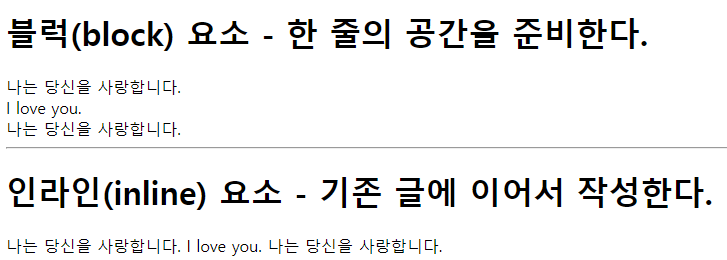 블럭(block) 요소 - 한 줄의 공간을 준비한다.
나는 당신을 사랑합니다.
I love you.
나는 당신을 사랑합니다.
인라인(inline) 요소 - 기존 글에 이어서 작성한다.
나는 당신을 사랑합니다. I love you. 나는 당신을 사랑합니다.